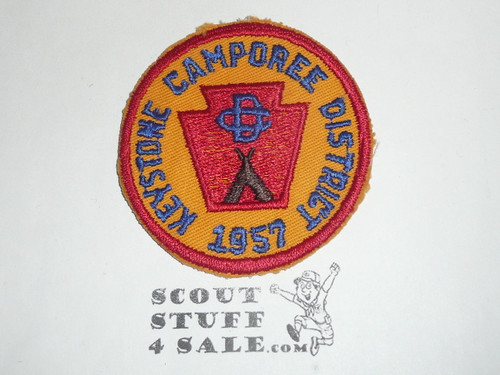 KEYSTONE CAMPOREE DISTRICT
1957
SCOUT
STUFF
4 SALE.COM